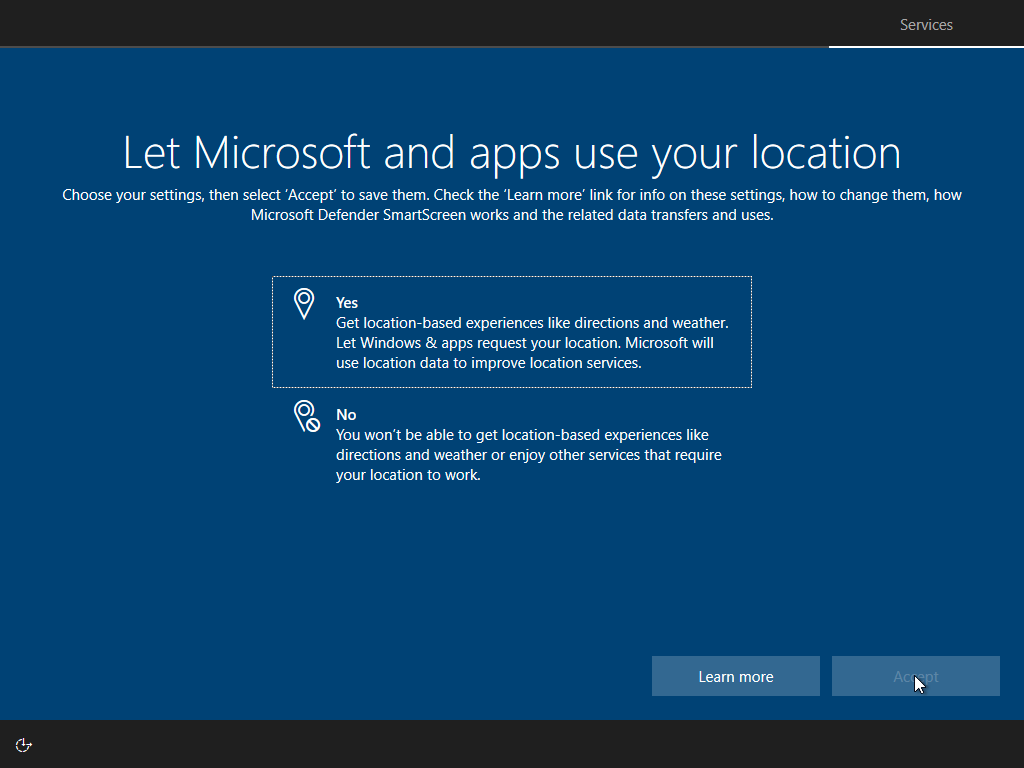 Services
Let Microsoft and apps use your location
Choose your settings, then select ‘Accept’ to save them. Check the ‘Learn more’ link for info on these settings, how to change them, how
Microsoft Defender SmartScreen works and the related data transfers and uses.
Yes
Get location-based experiences like directions and weather.
Let Windows & apps request your location. Microsoft will
use location data to improve location services.
No
You won’t be able to get location-based experiences like
directions and weather or enjoy other services that require
your location to work.
Learn more
Accept